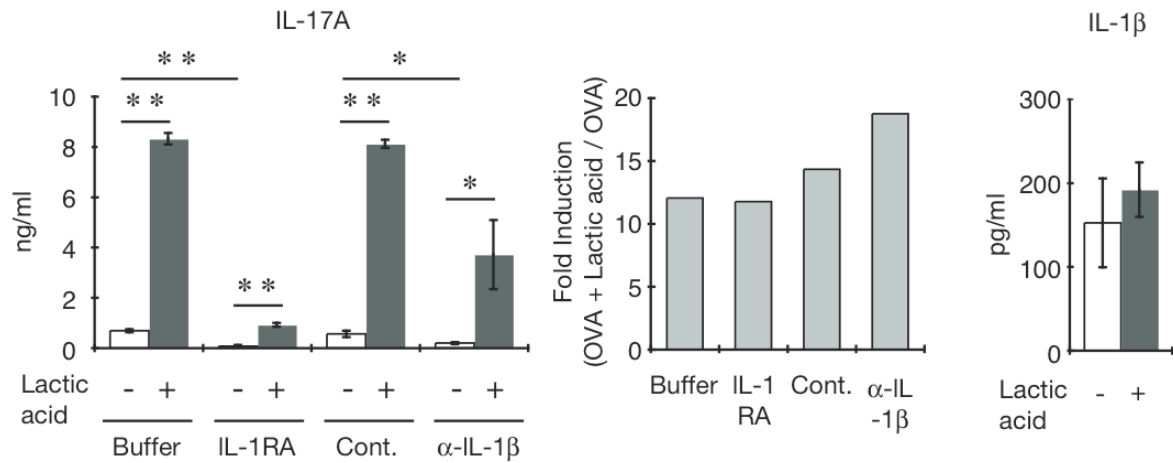 IL-17A
* *
*
* *
* *
*
* *
10
8
6
4
2
0
ng/ml
Lactic acid
- + - + - + - +
Buffer IL-1RA Cont. α-IL-1β
Fold Induction
(OVA + Lactic acid / OVA)
20
15
10
5
0
Buffer IL-1 Cont. α-IL
RA -1β
IL-1β
pg/ml
300
200
100
0
Lactic - +
acid